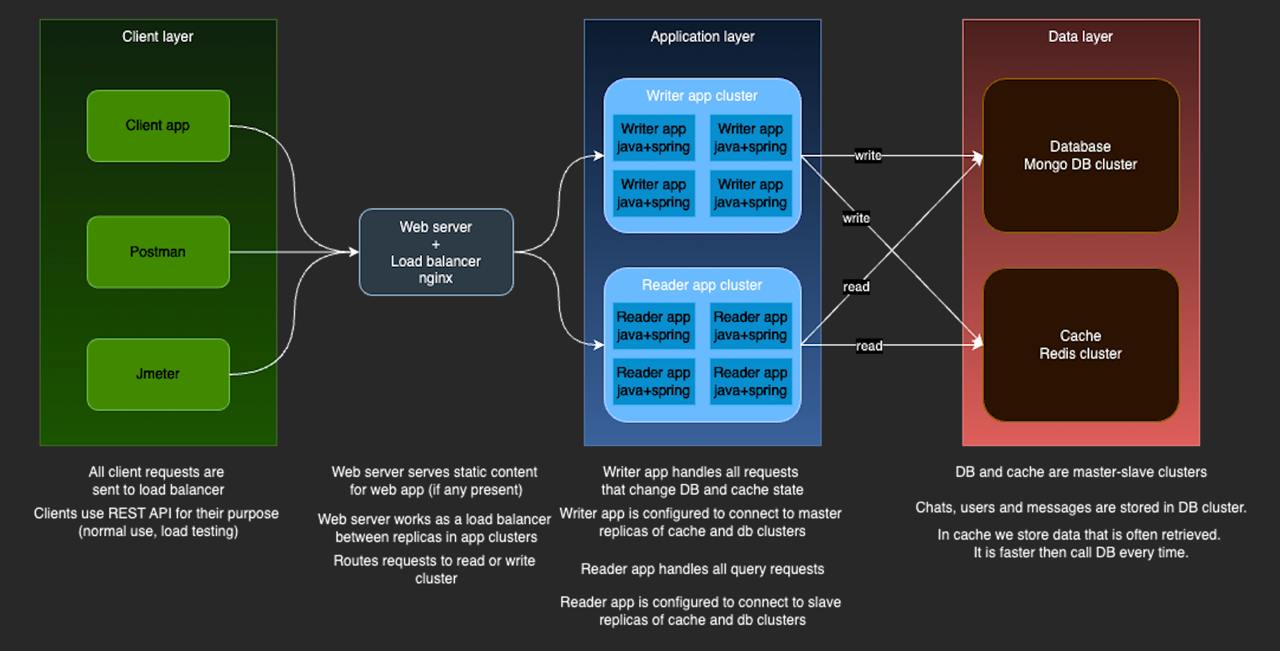 Client layer
Client app
Postman
Jmeter
Web server
+
Load balancer
nginx
Application layer
Writer app cluster
Writer app
java+spring
Writer app
java+spring
Writer app
java+spring
Writer app
java+spring
Reader app cluster
Reader app
java+spring
Reader app
java+spring
Reader app
java+spring
Reader app
java+spring
write
write
read
read
Data layer
Database
Mongo DB cluster
Cache
Redis cluster
All client requests are
sent to load balancer
Clients use REST API for their purpose
(normal use, load testing)
Web server serves static content
for web app (if any present)
Web server works as a load balancer
between replicas in app clusters
Routes requests to read or write
cluster
Writer app handles all requests
that change DB and cache state
Writer app is configured to connect to master
replicas of cache and db clusters
Reader app handles all query requests
Reader app is configured to connect to slave
replicas of cache and db clusters
DB and cache are master-slave clusters
Chats, users and messages are stored in DB cluster.
In cache we store data that is often retrieved.
It is faster then call DB every time.